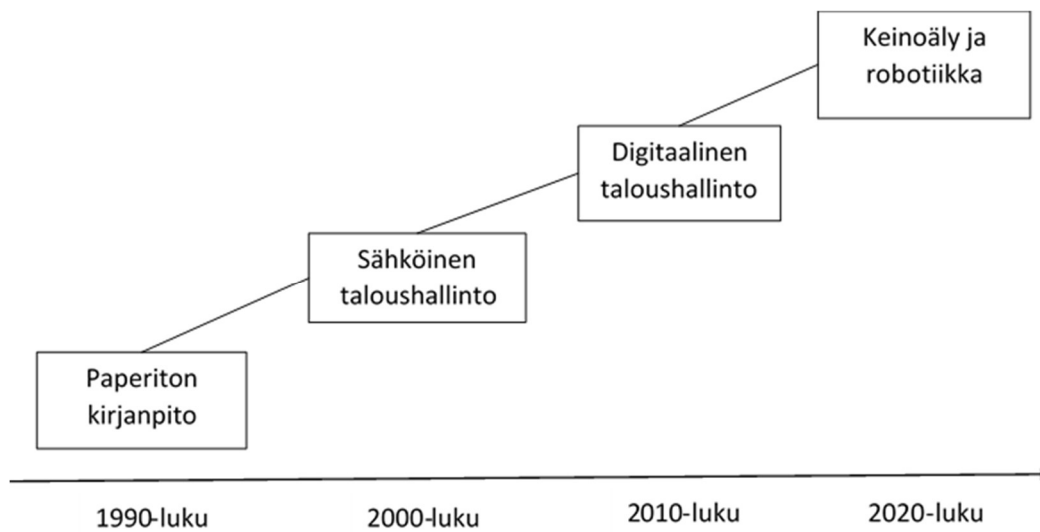 Keinoäly ja
robotiikka
Digitaalinen
taloushallinto
Sähköinen
taloushallinto
Paperiton
kirjanpito
1990-luku
2000-luku
2010-luku
2020-luku